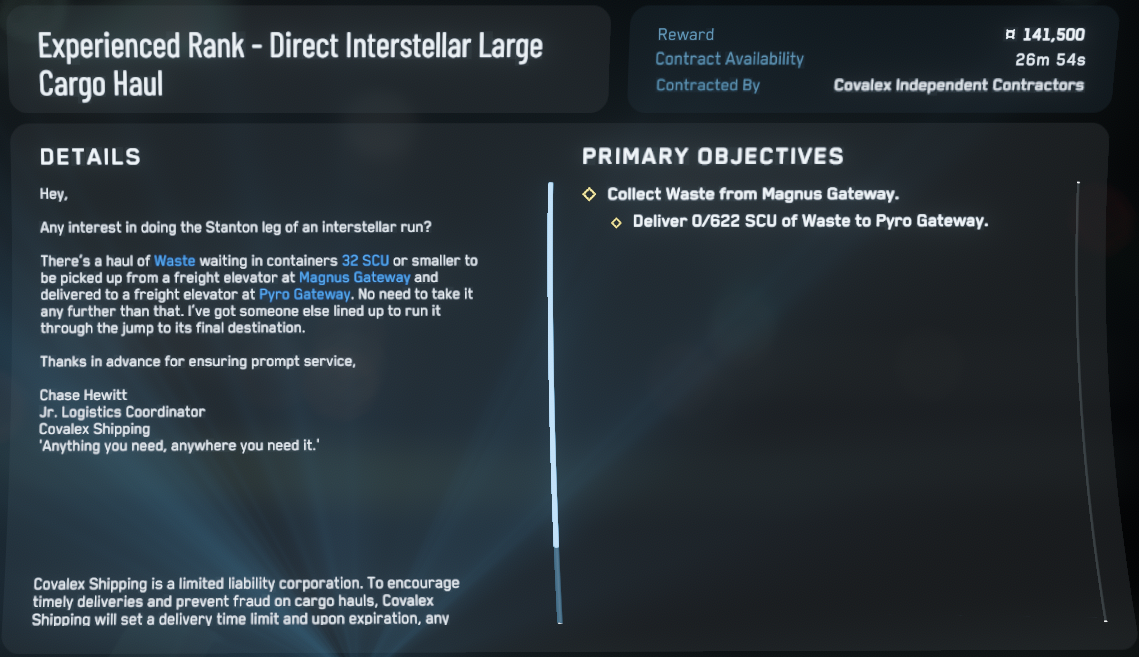 Experienced Rank - Direct Interstellar Large
Cargo Haul
Reward ¤ 141,500
Contract Availability 26m 54s
Contracted By Covalex Independent Contractors
DETAILS
Hey,
Any interest in doing the Stanton leg of an interstellar run?
There's a haul of Waste waiting in containers 32 SCU or smaller to
be picked up from a freight elevator at Magnus Gateway and
delivered to a freight elevator at Pyro Gateway. No need to take it
any further than that. I've got someone else lined up to run it
through the jump to its final destination.
Thanks in advance for ensuring prompt service,
Chase Hewitt
Jr. Logistics Coordinator
Covalex Shipping
'Anything you need, anywhere you need it.'
Covalex Shipping is a limited liability corporation. To encourage
timely deliveries and prevent fraud on cargo hauls, Covalex
Shipping will set a delivery time limit and upon expiration, any
PRIMARY OBJECTIVES
Collect Waste from Magnus Gateway.
Deliver 0/622 SCU of Waste to Pyro Gateway.